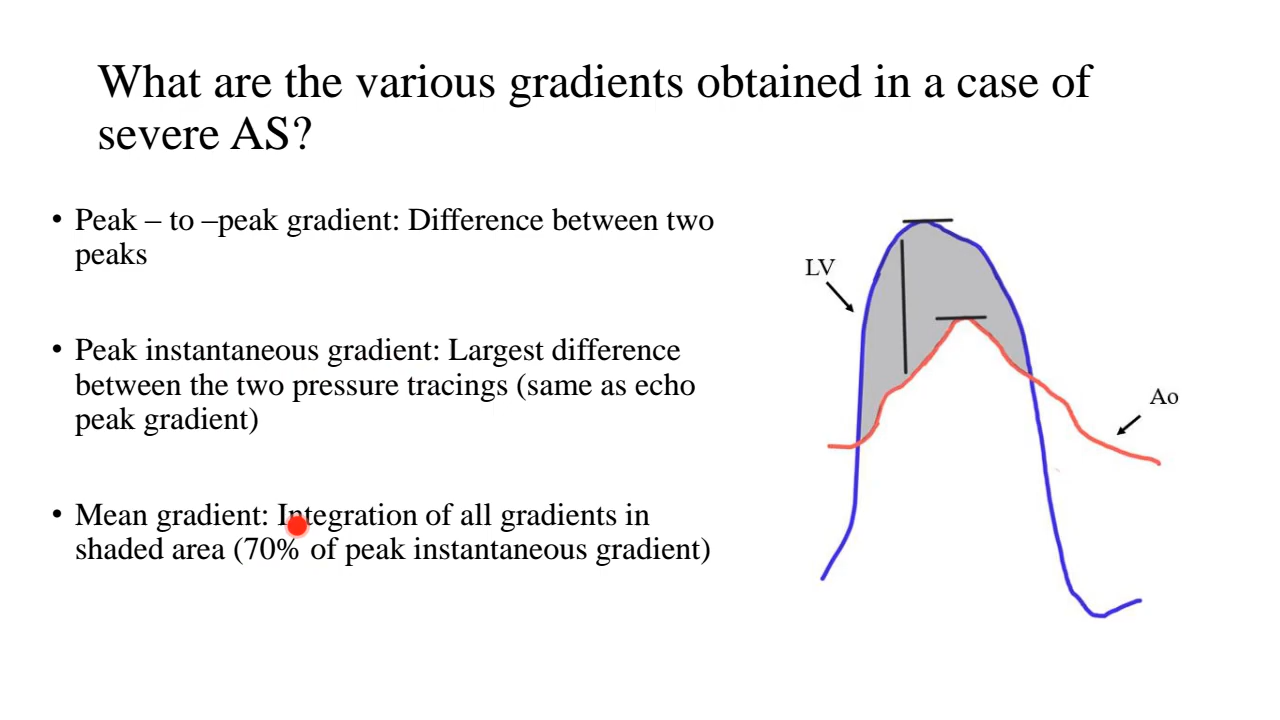 What are the various gradients obtained in a case of
severe AS?
• Peak – to –peak gradient: Difference between two
peaks
• Peak instantaneous gradient: Largest difference
between the two pressure tracings (same as echo
peak gradient)
• Mean gradient: Integration of all gradients in
shaded area (70% of peak instantaneous gradient)
LV
Ao